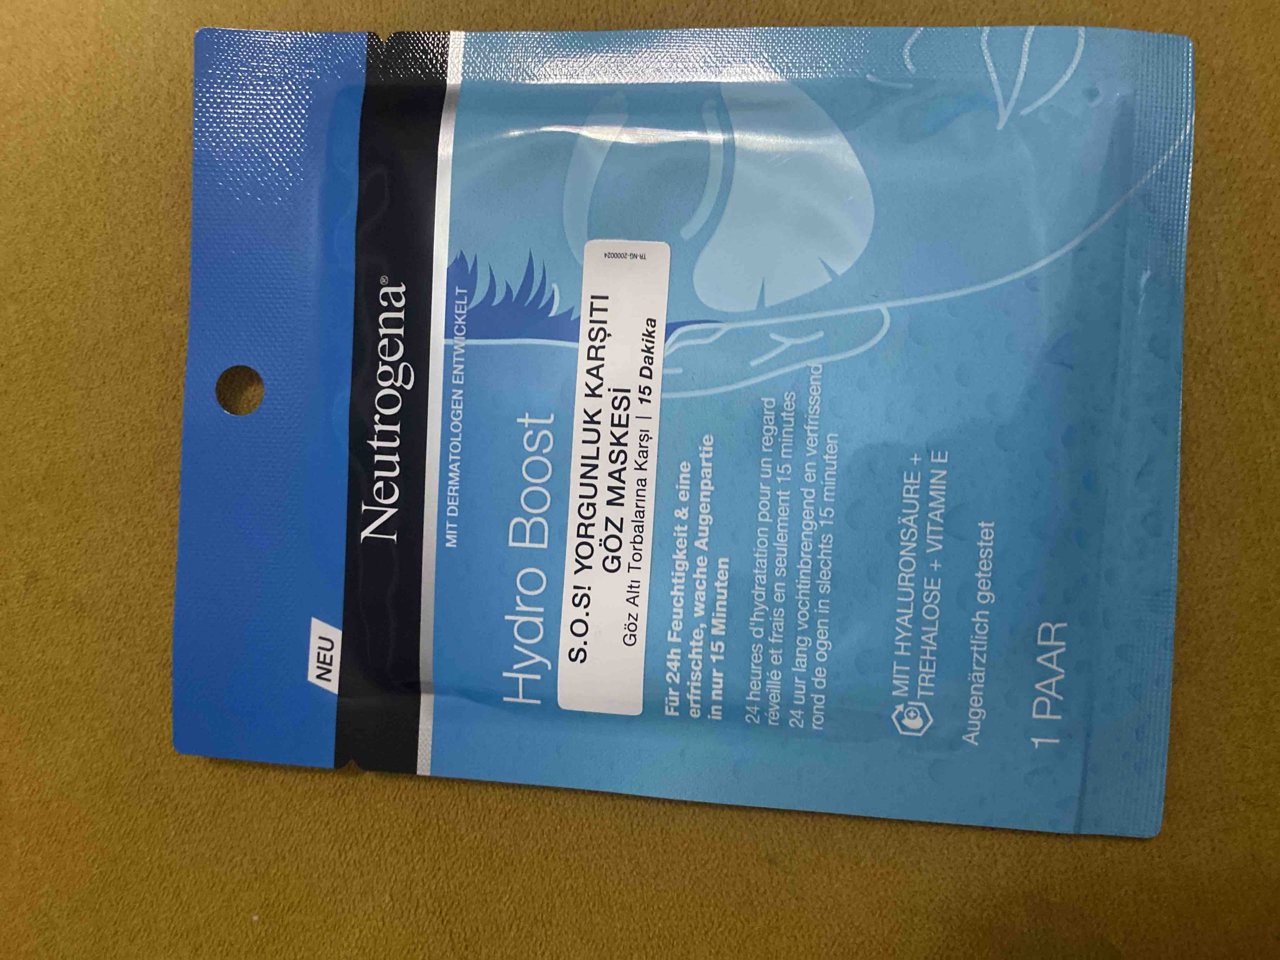 NEU
Neutrogena®
MIT DERMATOLOGEN ENTWICKELT
Hydro Boost
TR-NG-2000024
S.O.S! YORGUNLUK KARŞITI
GÖZ MASKESİ
Göz Altı Torbalarına Karşı | 15 Dakika
Für 24h Feuchtigkeit & eine
erfrischte, wache Augenpartie
in nur 15 Minuten
24 heures d'hydratation pour un regard
réveillé et frais en seulement 15 minutes
24 uur lang vochtinbrengend en verfrissend
rond de ogen in slechts 15 minuten
MIT HYALURONSÄURE +
TREHALOSE + VITAMIN E
Augenärztlich getestet
1 PAAR